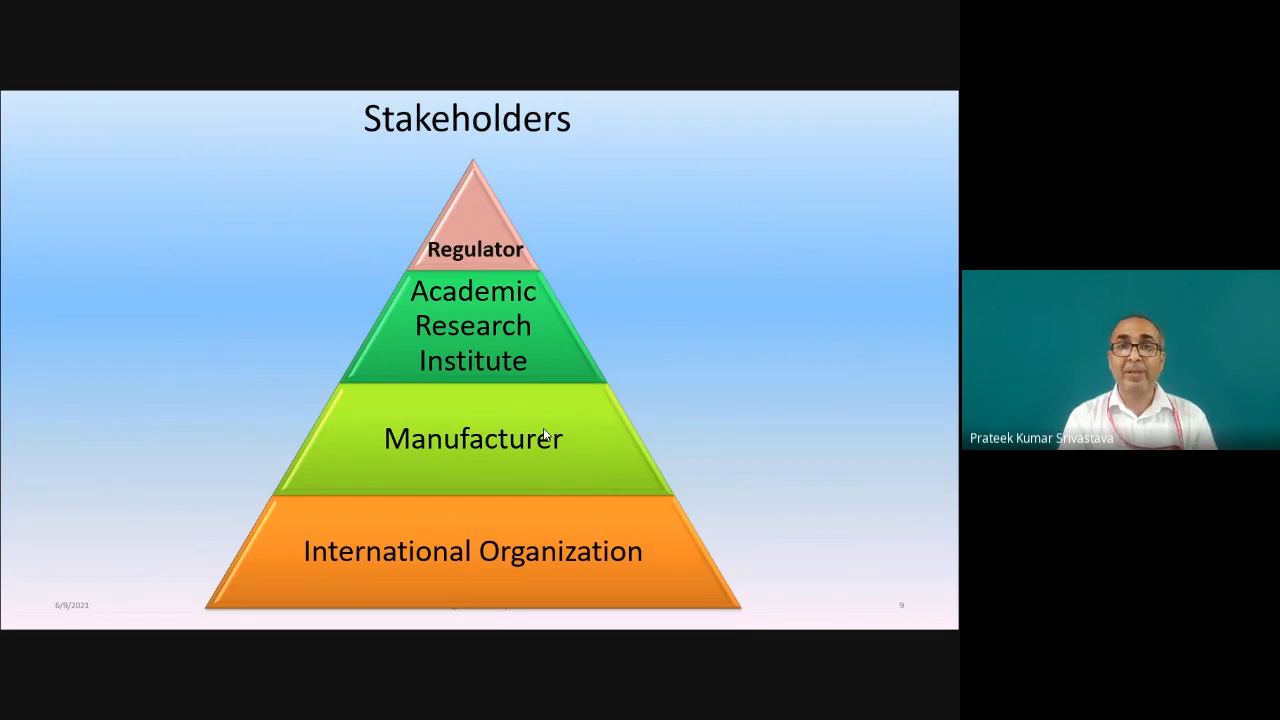 Stakeholders
Regulator
Academic
Research
Institute
Manufacturer
International Organization
6/9/2021
9
Prateek Kumar Srivastava